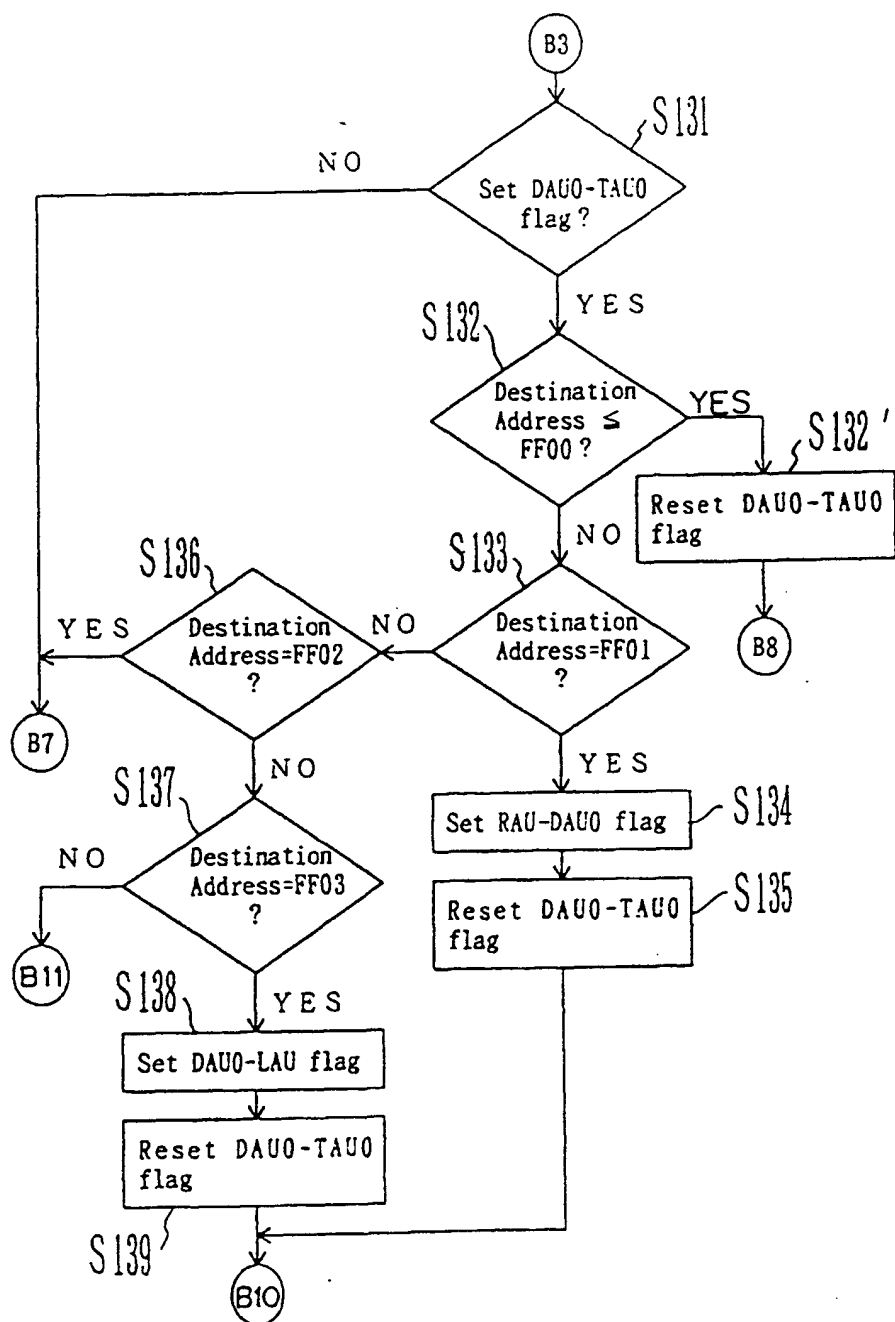 B3
S131
NO
Set DAU0-TAU0
flag?
YES
S132
Destination
Address ≦
FF00?
YES
S132'
Reset DAU0-TAU0
flag
B8
NO
S133
Destination
Address=FF01
?
NO
S136
Destination
Address=FF02
?
YES
B7
NO
YES
S137
Destination
Address=FF03
?
NO
B11
Set RAU-DAU0 flag
S134
Reset DAU0-TAU0
flag
S135
YES
S138
Set DAU0-LAU flag
Reset DAU0-TAU0
flag
S139
B10